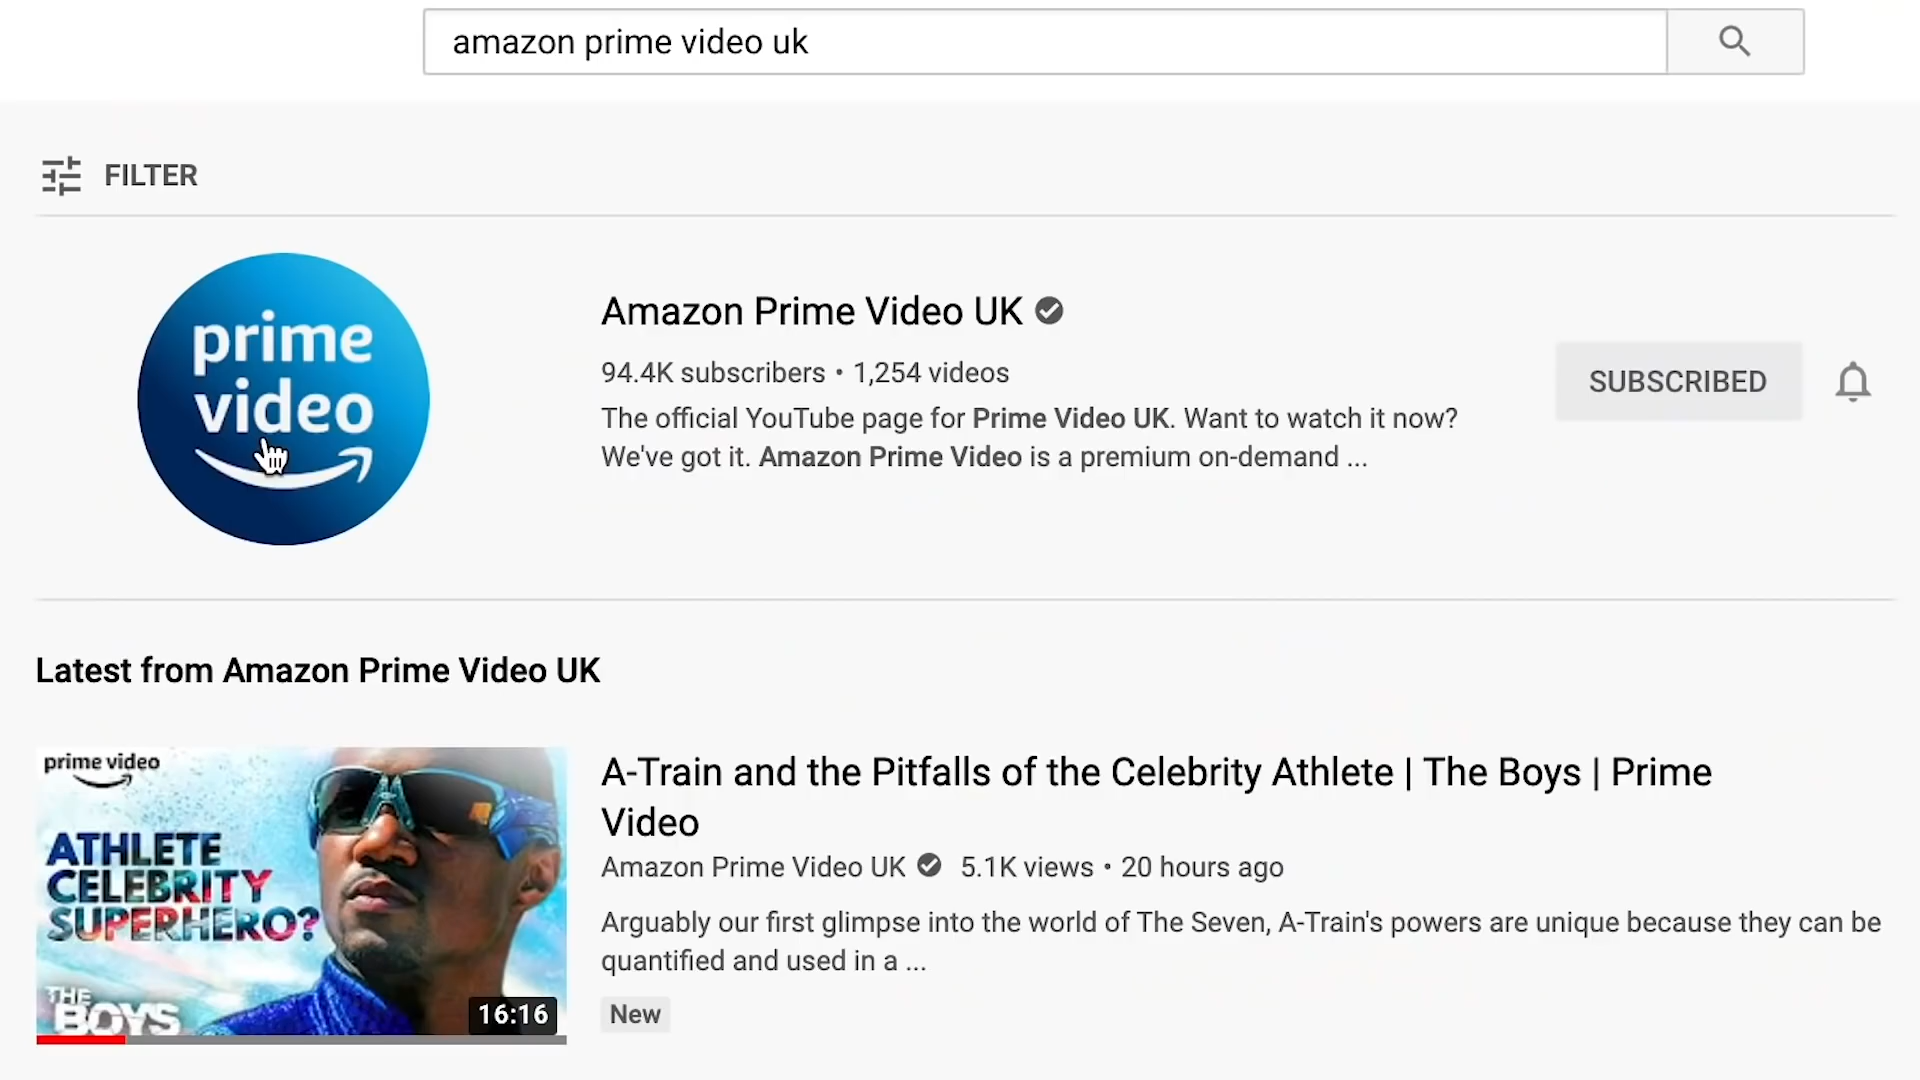 amazon prime video uk
FILTER
prime
video
Amazon Prime Video UK
94.4K subscribers • 1,254 videos
SUBSCRIBED
The official YouTube page for Prime Video UK. Want to watch it now?
We've got it. Amazon Prime Video is a premium on-demand ...
Latest from Amazon Prime Video UK
prime video
ATHLETE
CELEBRITY
SUPERHERO?
THE
BOYS
16:16
A-Train and the Pitfalls of the Celebrity Athlete | The Boys | Prime
Video
Amazon Prime Video UK 5.1K views • 20 hours ago
Arguably our first glimpse into the world of The Seven, A-Train's powers are unique because they can be
quantified and used in a ...
New